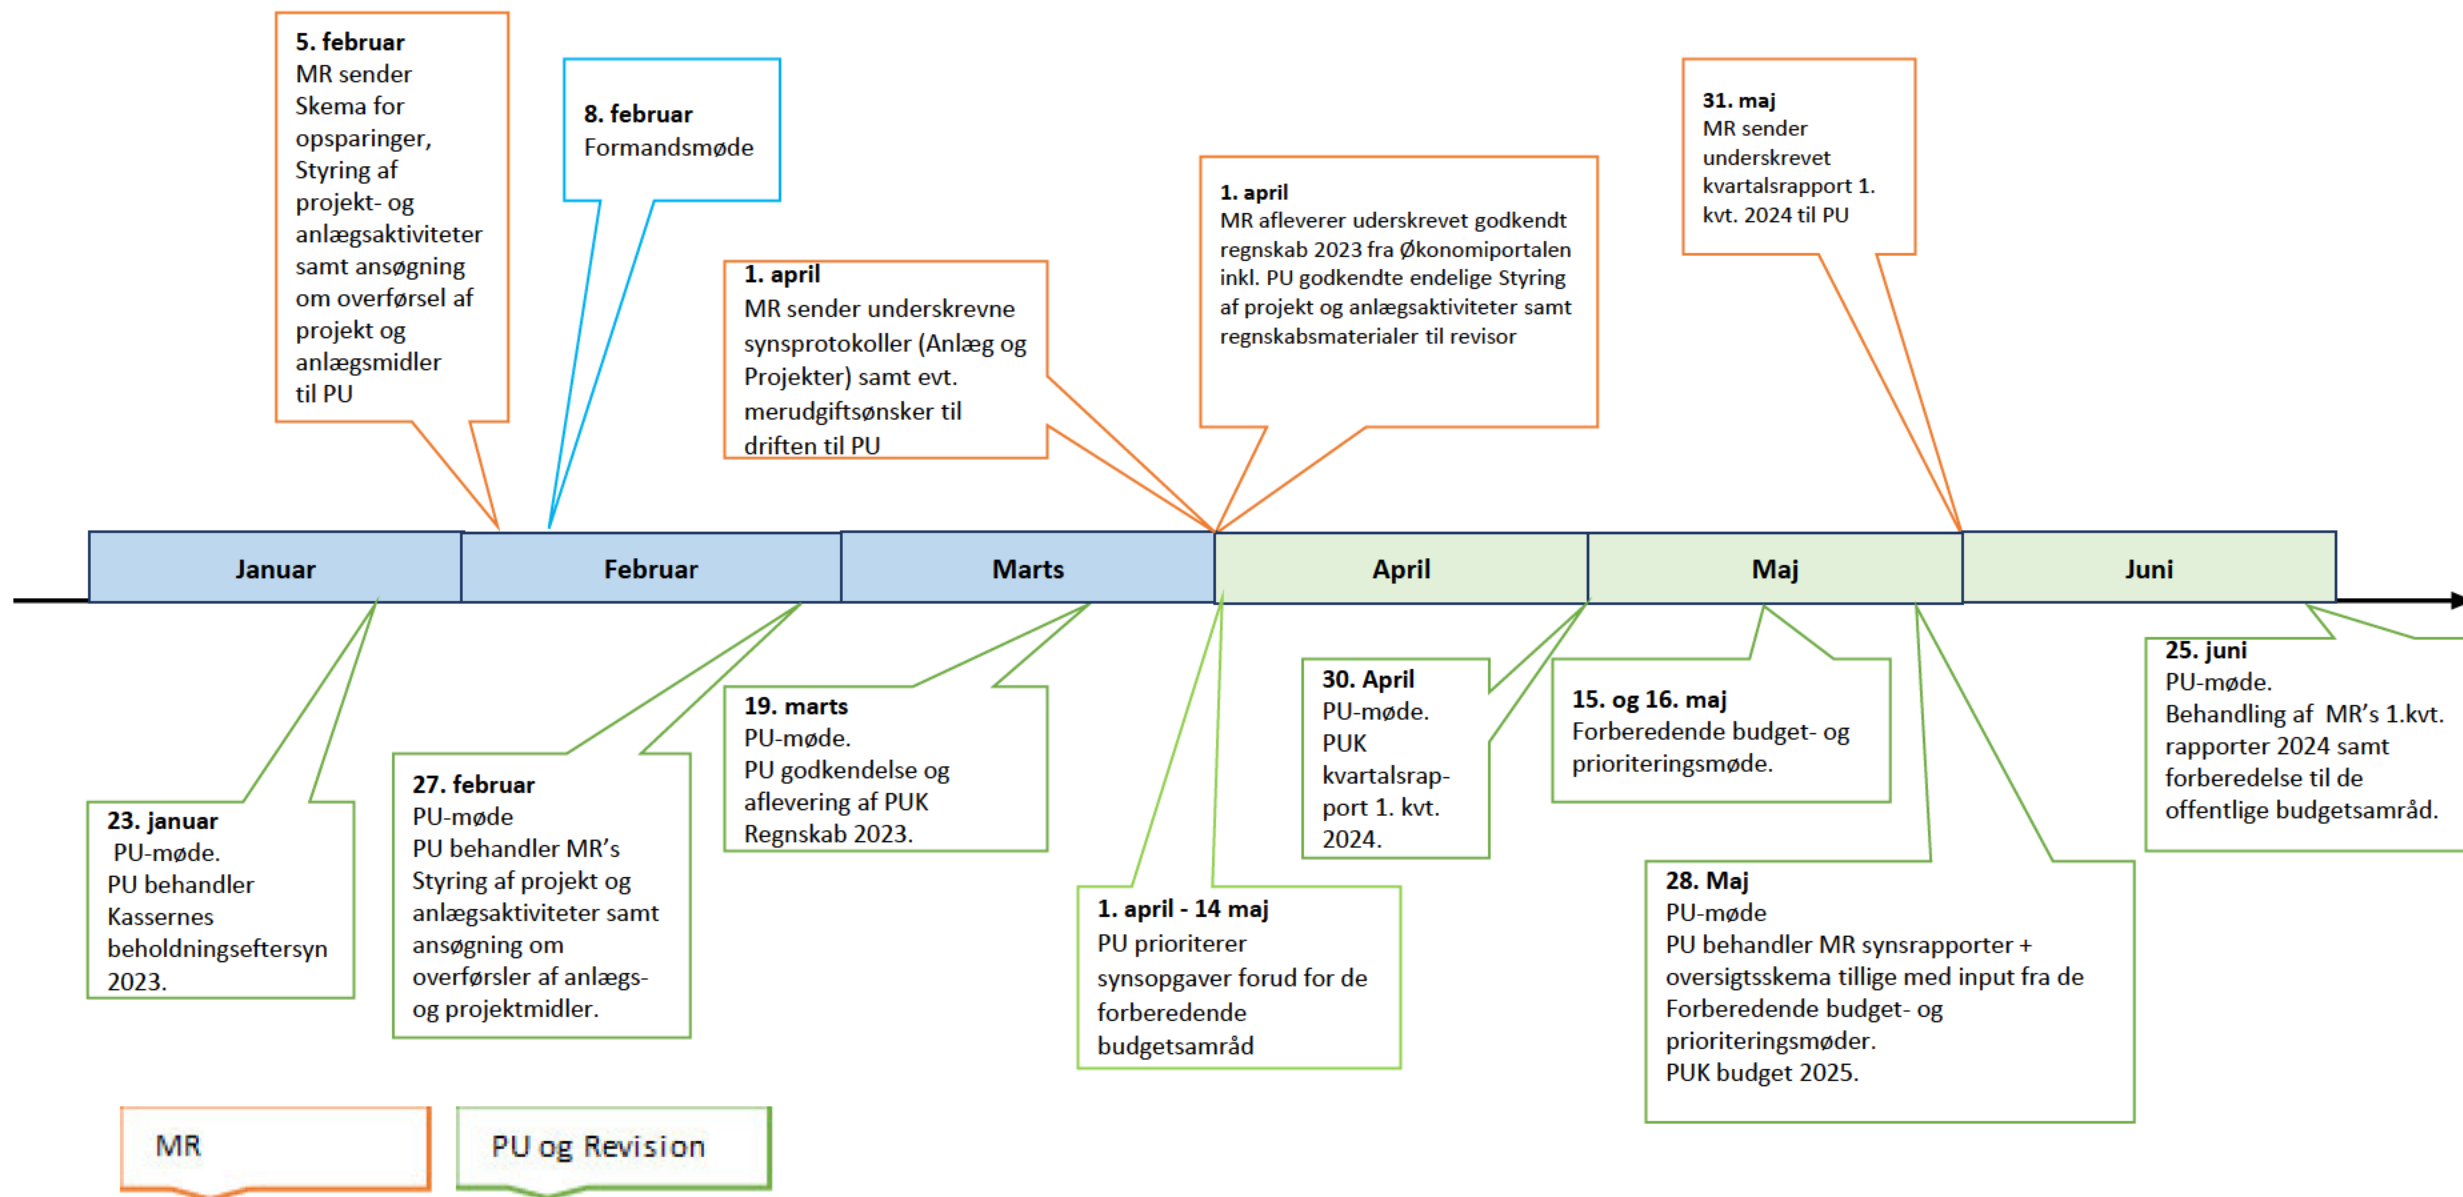 5. februar
MR sender
Skema for
opsparinger,
Styring af
projekt- og
anlægsaktiviteter
samt ansøgning
om overførsel af
projekt og
anlægsmidler
til PU
8. februar
Formandsmøde
1. april
MR sender underskrevne
synsprotokoller (Anlæg og
Projekter) samt evt.
merudgiftsønsker til
driften til PU
1. april
MR afleverer uderskrevet godkendt
regnskab 2023 fra Økonomiportalen
inkl. PU godkendte endelige Styring
af projekt og anlægsaktiviteter samt
regnskabsmaterialer til revisor
31. maj
MR sender
underskrevet
kvartalsrapport 1.
kvt. 2024 til PU
Januar
Februar
Marts
April
Maj
Juni
23. januar
PU-møde.
PU behandler
Kassernes
beholdningseftersyn
2023.
27. februar
PU-møde
PU behandler MR’s
Styring af projekt og
anlægsaktiviteter samt
ansøgning om
overførsler af anlægs-
og projektmidler.
19. marts
PU-møde.
PU godkendelse og
aflevering af PUK
Regnskab 2023.
1. april - 14 maj
PU prioriterer
synsopgaver forud for de
forberedende
budgetsamråd
30. April
PU-møde.
PUK
kvartalsrap-
port 1. kvt.
2024.
15. og 16. maj
Forberedende budget- og
prioriteringsmøde.
28. Maj
PU-møde
PU behandler MR synsrapporter +
oversigtsskema tillige med input fra de
Forberedende budget- og
prioriteringsmøder.
PUK budget 2025.
25. juni
PU-møde.
Behandling af  MR’s 1.kvt.
rapporter 2024 samt
forberedelse til de
offentlige budgetsamråd.
MR
PU og Revision